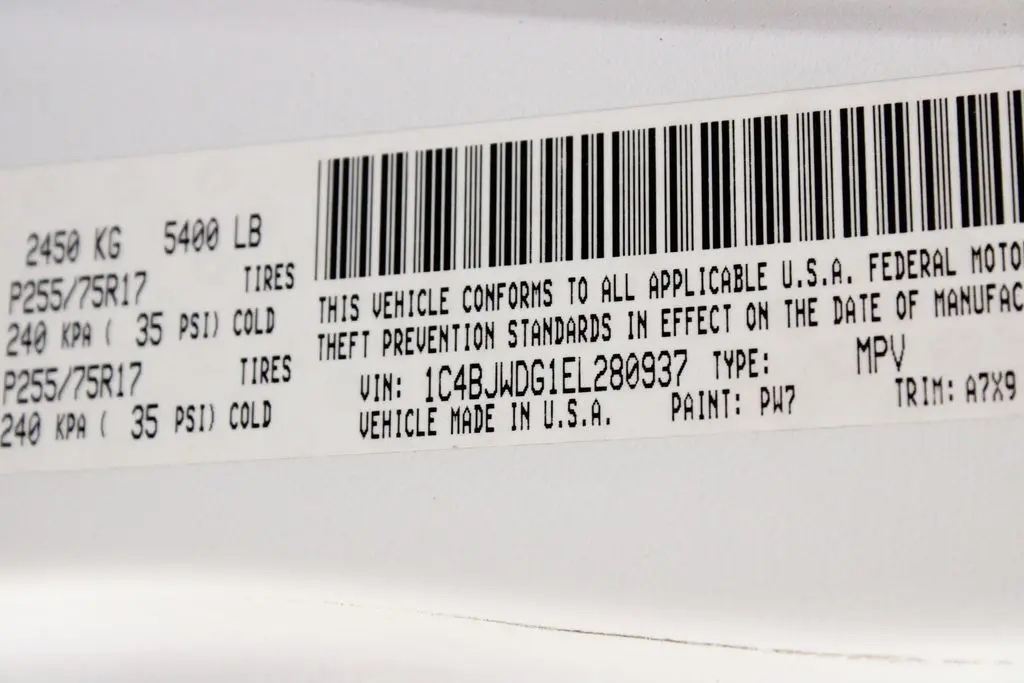 2450 KG 5400 LB
P255/75R17 TIRES
240 KPA ( 35 PSI) COLD
P255/75R17 TIRES
240 KPA ( 35 PSI) COLD
THIS VEHICLE CONFORMS TO ALL APPLICABLE U.S.A. FEDERAL MOTO
THEFT PREVENTION STANDARDS IN EFFECT ON THE DATE OF MANUFAC
VIN: 1C4BJWDG1EL280937 TYPE: MPV
VEHICLE MADE IN U.S.A. PAINT: PW7 TRIM: A7X9